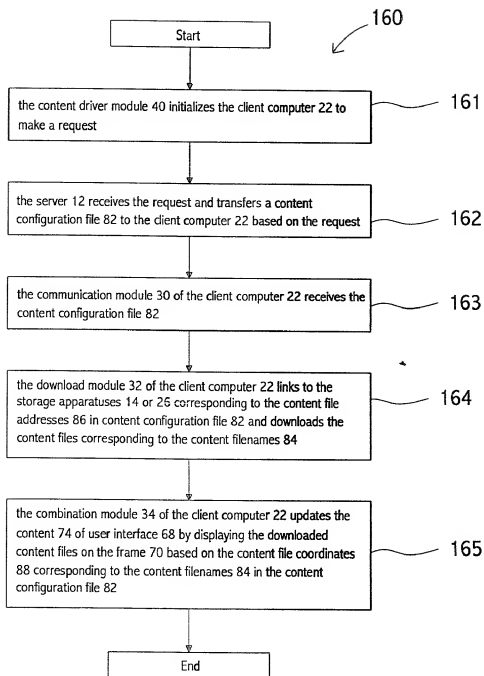 160
Start
the content driver module 40 initializes the client computer 22 to
make a request
161
the server 12 receives the request and transfers a content
configuration file 82 to the client computer 22 based on the request
162
the communication module 30 of the client computer 22 receives the
content configuration file 82
163
the download module 32 of the client computer 22 links to the
storage apparatuses 14 or 26 corresponding to the content file
addresses 86 in content configuration file 82 and downloads the
content files corresponding to the content filenames 84
164
the combination module 34 of the client computer 22 updates the
content 74 of user interface 68 by displaying the downloaded
content files on the frame 70 based on the content file coordinates
88 corresponding to the content filenames 84 in the content
configuration file 82
165
End